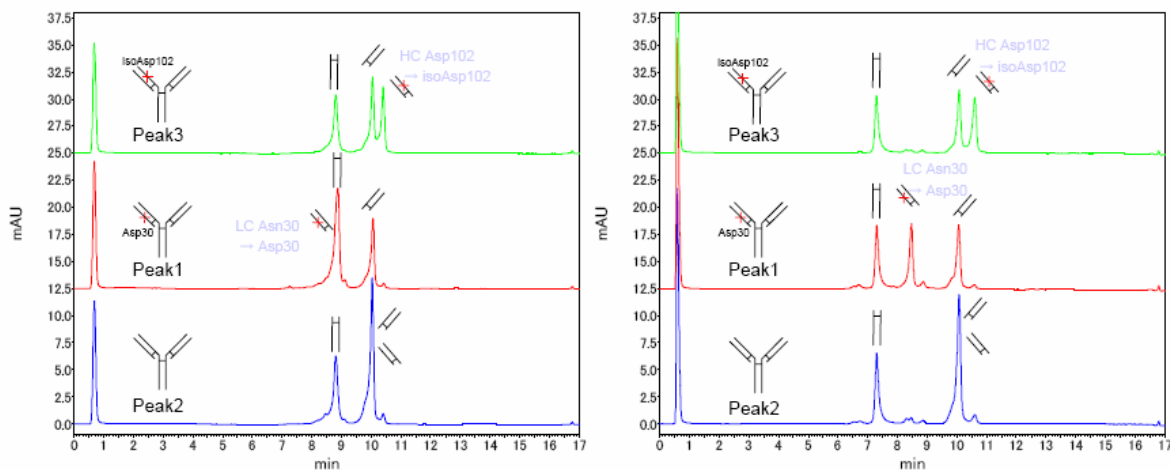 37.5
35.0
32.5
30.0
27.5
25.0
22.5
20.0
17.5
15.0
12.5
10.0
7.5
5.0
2.5
0.0
mAU
0 1 2 3 4 5 6 7 8 9 10 11 12 13 14 15 17
min
IsoAsp102
Peak3
HC Asp102
→ isoAsp102
Asp30
Peak1
LC Asn30
→ Asp30
Peak2
37.5
35.0
32.5
30.0
27.5
25.0
22.5
20.0
17.5
15.0
12.5
10.0
7.5
5.0
2.5
0.0
mAU
0 1 2 3 4 5 6 7 8 9 10 11 12 13 14 15 17
min
IsoAsp102
Peak3
HC Asp102
→ isoAsp102
LC Asn30
→ Asp30
Asp30
Peak1
Peak2